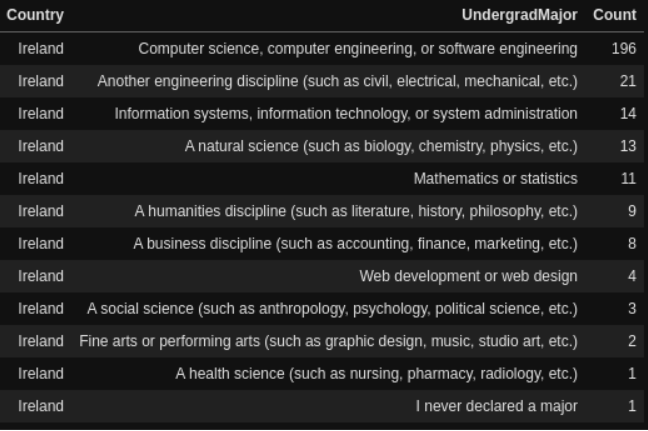 Country UndergradMajor Count
Ireland Computer science, computer engineering, or software engineering 196
Ireland Another engineering discipline (such as civil, electrical, mechanical, etc.) 21
Ireland Information systems, information technology, or system administration 14
Ireland A natural science (such as biology, chemistry, physics, etc.) 13
Ireland Mathematics or statistics 11
Ireland A humanities discipline (such as literature, history, philosophy, etc.) 9
Ireland A business discipline (such as accounting, finance, marketing, etc.) 8
Ireland Web development or web design 4
Ireland A social science (such as anthropology, psychology, political science, etc.) 3
Ireland Fine arts or performing arts (such as graphic design, music, studio art, etc.) 2
Ireland A health science (such as nursing, pharmacy, radiology, etc.) 1
Ireland I never declared a major 1